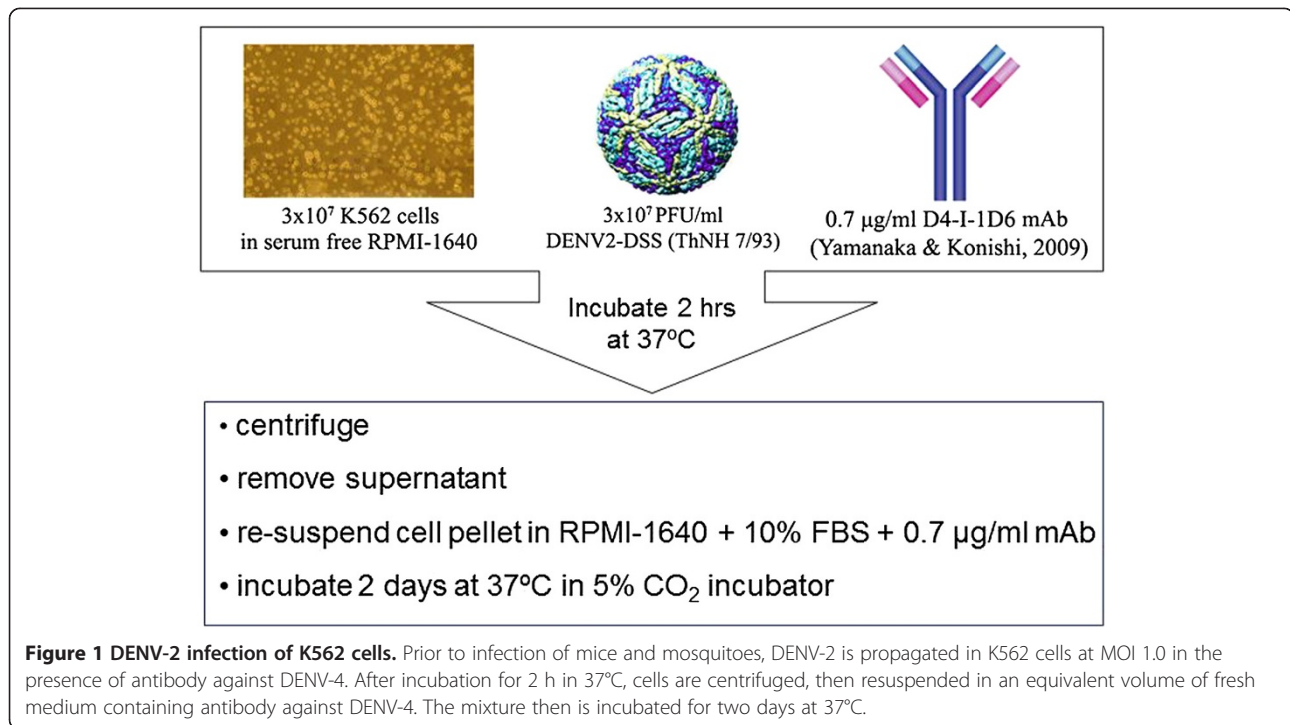 3x10⁷ K562 cells
in serum free RPMI-1640
3x10⁷ PFU/ml
DENV2-DSS (ThNH 7/93)
0.7 µg/ml D4-I-1D6 mAb
(Yamanaka & Konishi, 2009)
Incubate 2 hrs
at 37ºC
• centrifuge
• remove supernatant
• re-suspend cell pellet in RPMI-1640 + 10% FBS + 0.7 µg/ml mAb
• incubate 2 days at 37ºC in 5% CO₂ incubator
Figure 1 DENV-2 infection of K562 cells. Prior to infection of mice and mosquitoes, DENV-2 is propagated in K562 cells at MOI 1.0 in the
presence of antibody against DENV-4. After incubation for 2 h in 37°C, cells are centrifuged, then resuspended in an equivalent volume of fresh
medium containing antibody against DENV-4. The mixture then is incubated for two days at 37°C.